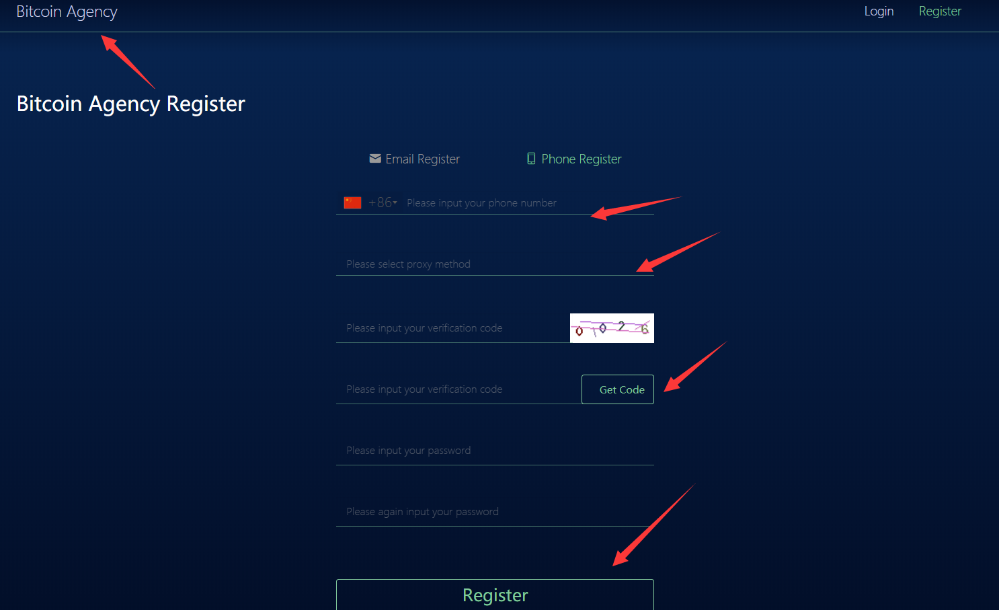 Bitcoin Agency
Login
Register
Bitcoin Agency Register
Email Register
Phone Register
+86
Please input your phone number
Please select proxy method
Please input your verification code
01026
Please input your verification code
Get Code
Please input your password
Please again input your password
Register